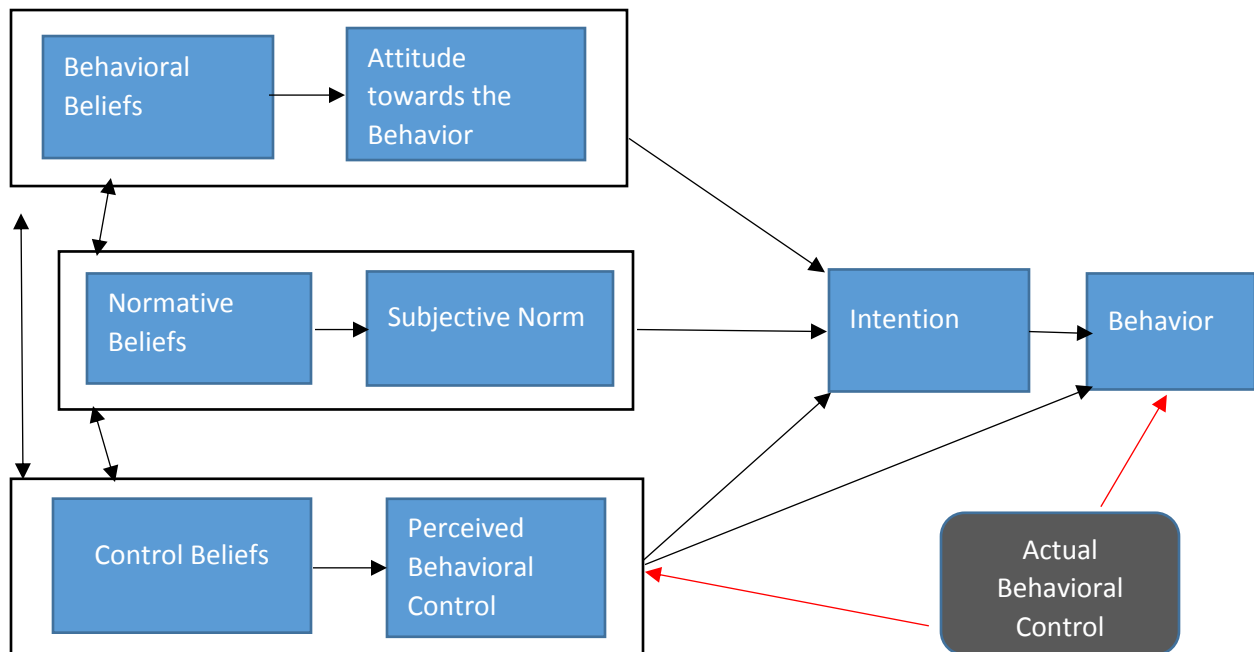 Behavioral
Beliefs
Attitude
towards the
Behavior
Normative
Beliefs
Subjective Norm
Intention
Behavior
Control Beliefs
Perceived
Behavioral
Control
Actual
Behavioral
Control